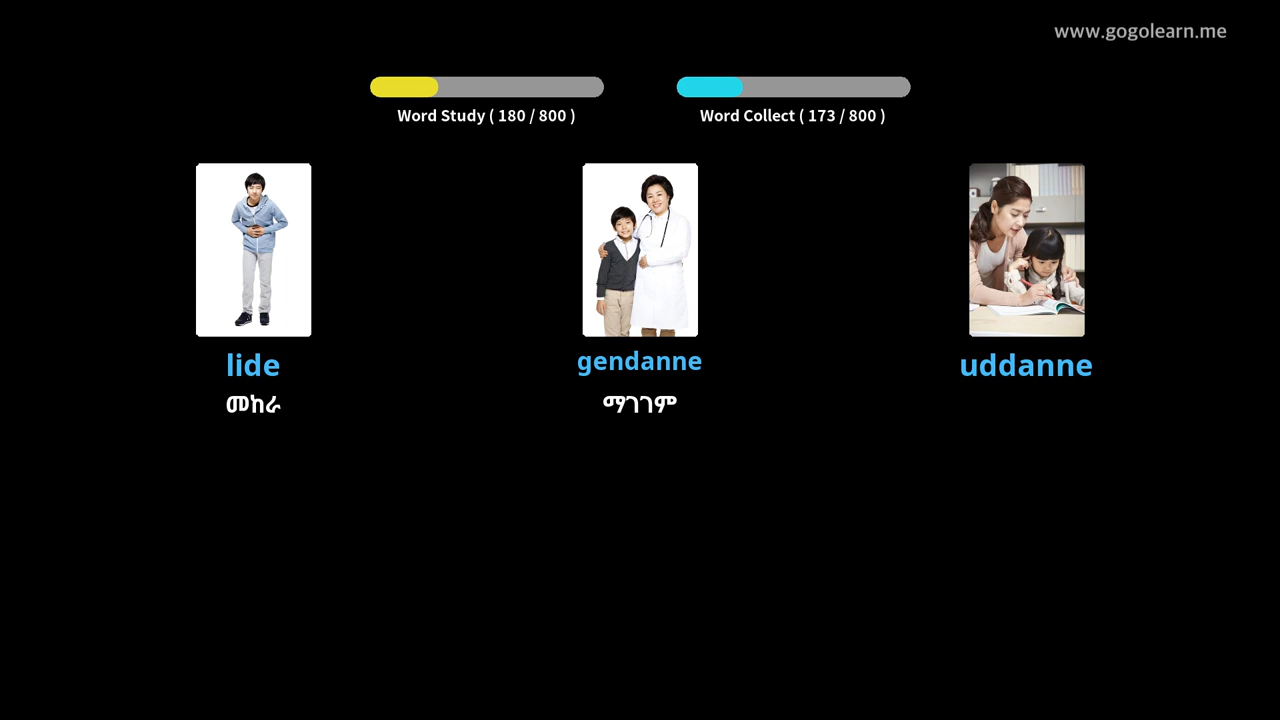 www.gogolearn.me
Word Study ( 180 / 800 )
Word Collect ( 173 / 800 )
lide
gendanne
uddanne
መከራ
ማገገም